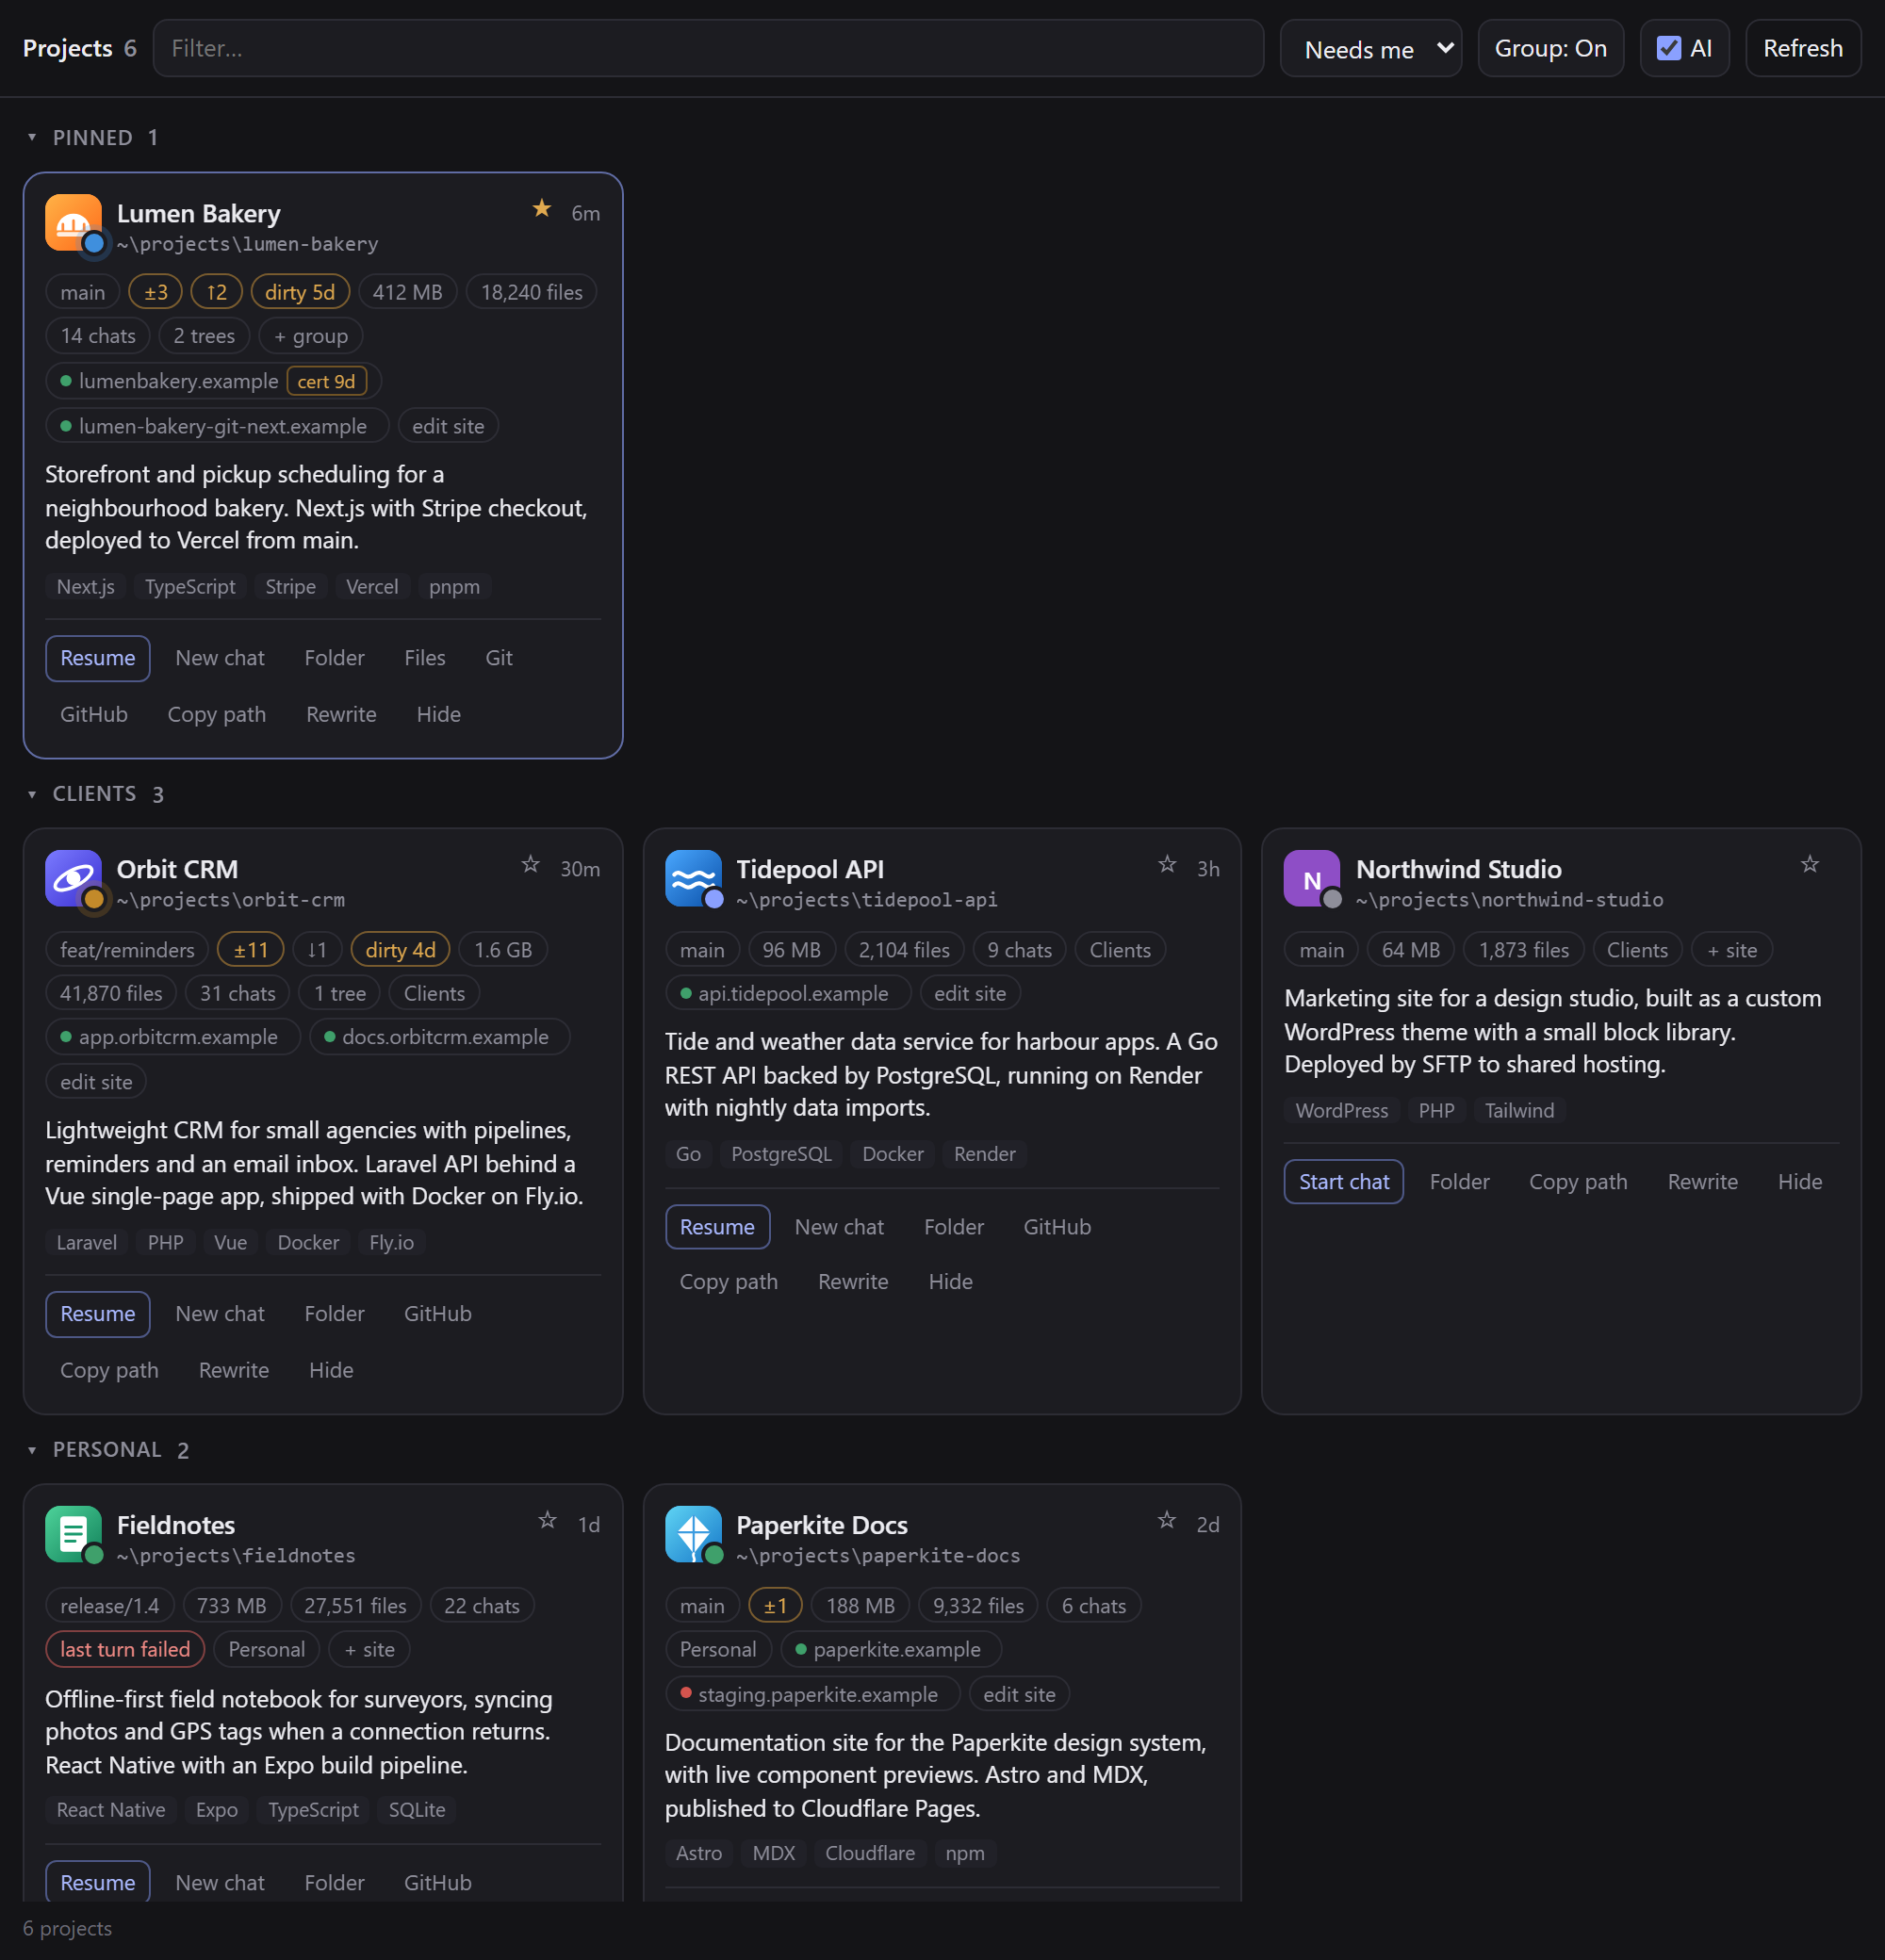 Projects 6 Filter... Needs me Group: On AI Refresh
PINNED 1
Lumen Bakery ★ 6m
~\projects\lumen-bakery
main ±3 ↑2 dirty 5d 412 MB 18,240 files
14 chats 2 trees + group
lumenbakery.example cert 9d
lumen-bakery-git-next.example edit site
Storefront and pickup scheduling for a
neighbourhood bakery. Next.js with Stripe checkout,
deployed to Vercel from main.
Next.js TypeScript Stripe Vercel pnpm
Resume New chat Folder Files Git
GitHub Copy path Rewrite Hide
CLIENTS 3
Orbit CRM ☆ 30m
~\projects\orbit-crm
feat/reminders ±11 ↓1 dirty 4d 1.6 GB
41,870 files 31 chats 1 tree Clients
app.orbitcrm.example docs.orbitcrm.example
edit site
Lightweight CRM for small agencies with pipelines,
reminders and an email inbox. Laravel API behind a
Vue single-page app, shipped with Docker on Fly.io.
Laravel PHP Vue Docker Fly.io
Resume New chat Folder GitHub
Copy path Rewrite Hide
Tidepool API ☆ 3h
~\projects\tidepool-api
main 96 MB 2,104 files 9 chats Clients
api.tidepool.example edit site
Tide and weather data service for harbour apps. A Go
REST API backed by PostgreSQL, running on Render
with nightly data imports.
Go PostgreSQL Docker Render
Resume New chat Folder GitHub
Copy path Rewrite Hide
N Northwind Studio ☆
~\projects\northwind-studio
main 64 MB 1,873 files Clients + site
Marketing site for a design studio, built as a custom
WordPress theme with a small block library.
Deployed by SFTP to shared hosting.
WordPress PHP Tailwind
Start chat Folder Copy path Rewrite Hide
PERSONAL 2
Fieldnotes ☆ 1d
~\projects\fieldnotes
release/1.4 733 MB 27,551 files 22 chats
last turn failed Personal + site
Offline-first field notebook for surveyors, syncing
photos and GPS tags when a connection returns.
React Native with an Expo build pipeline.
React Native Expo TypeScript SQLite
Resume New chat Folder GitHub
Paperkite Docs ☆ 2d
~\projects\paperkite-docs
main ±1 188 MB 9,332 files 6 chats
Personal paperkite.example
staging.paperkite.example edit site
Documentation site for the Paperkite design system,
with live component previews. Astro and MDX,
published to Cloudflare Pages.
Astro MDX Cloudflare npm
6 projects